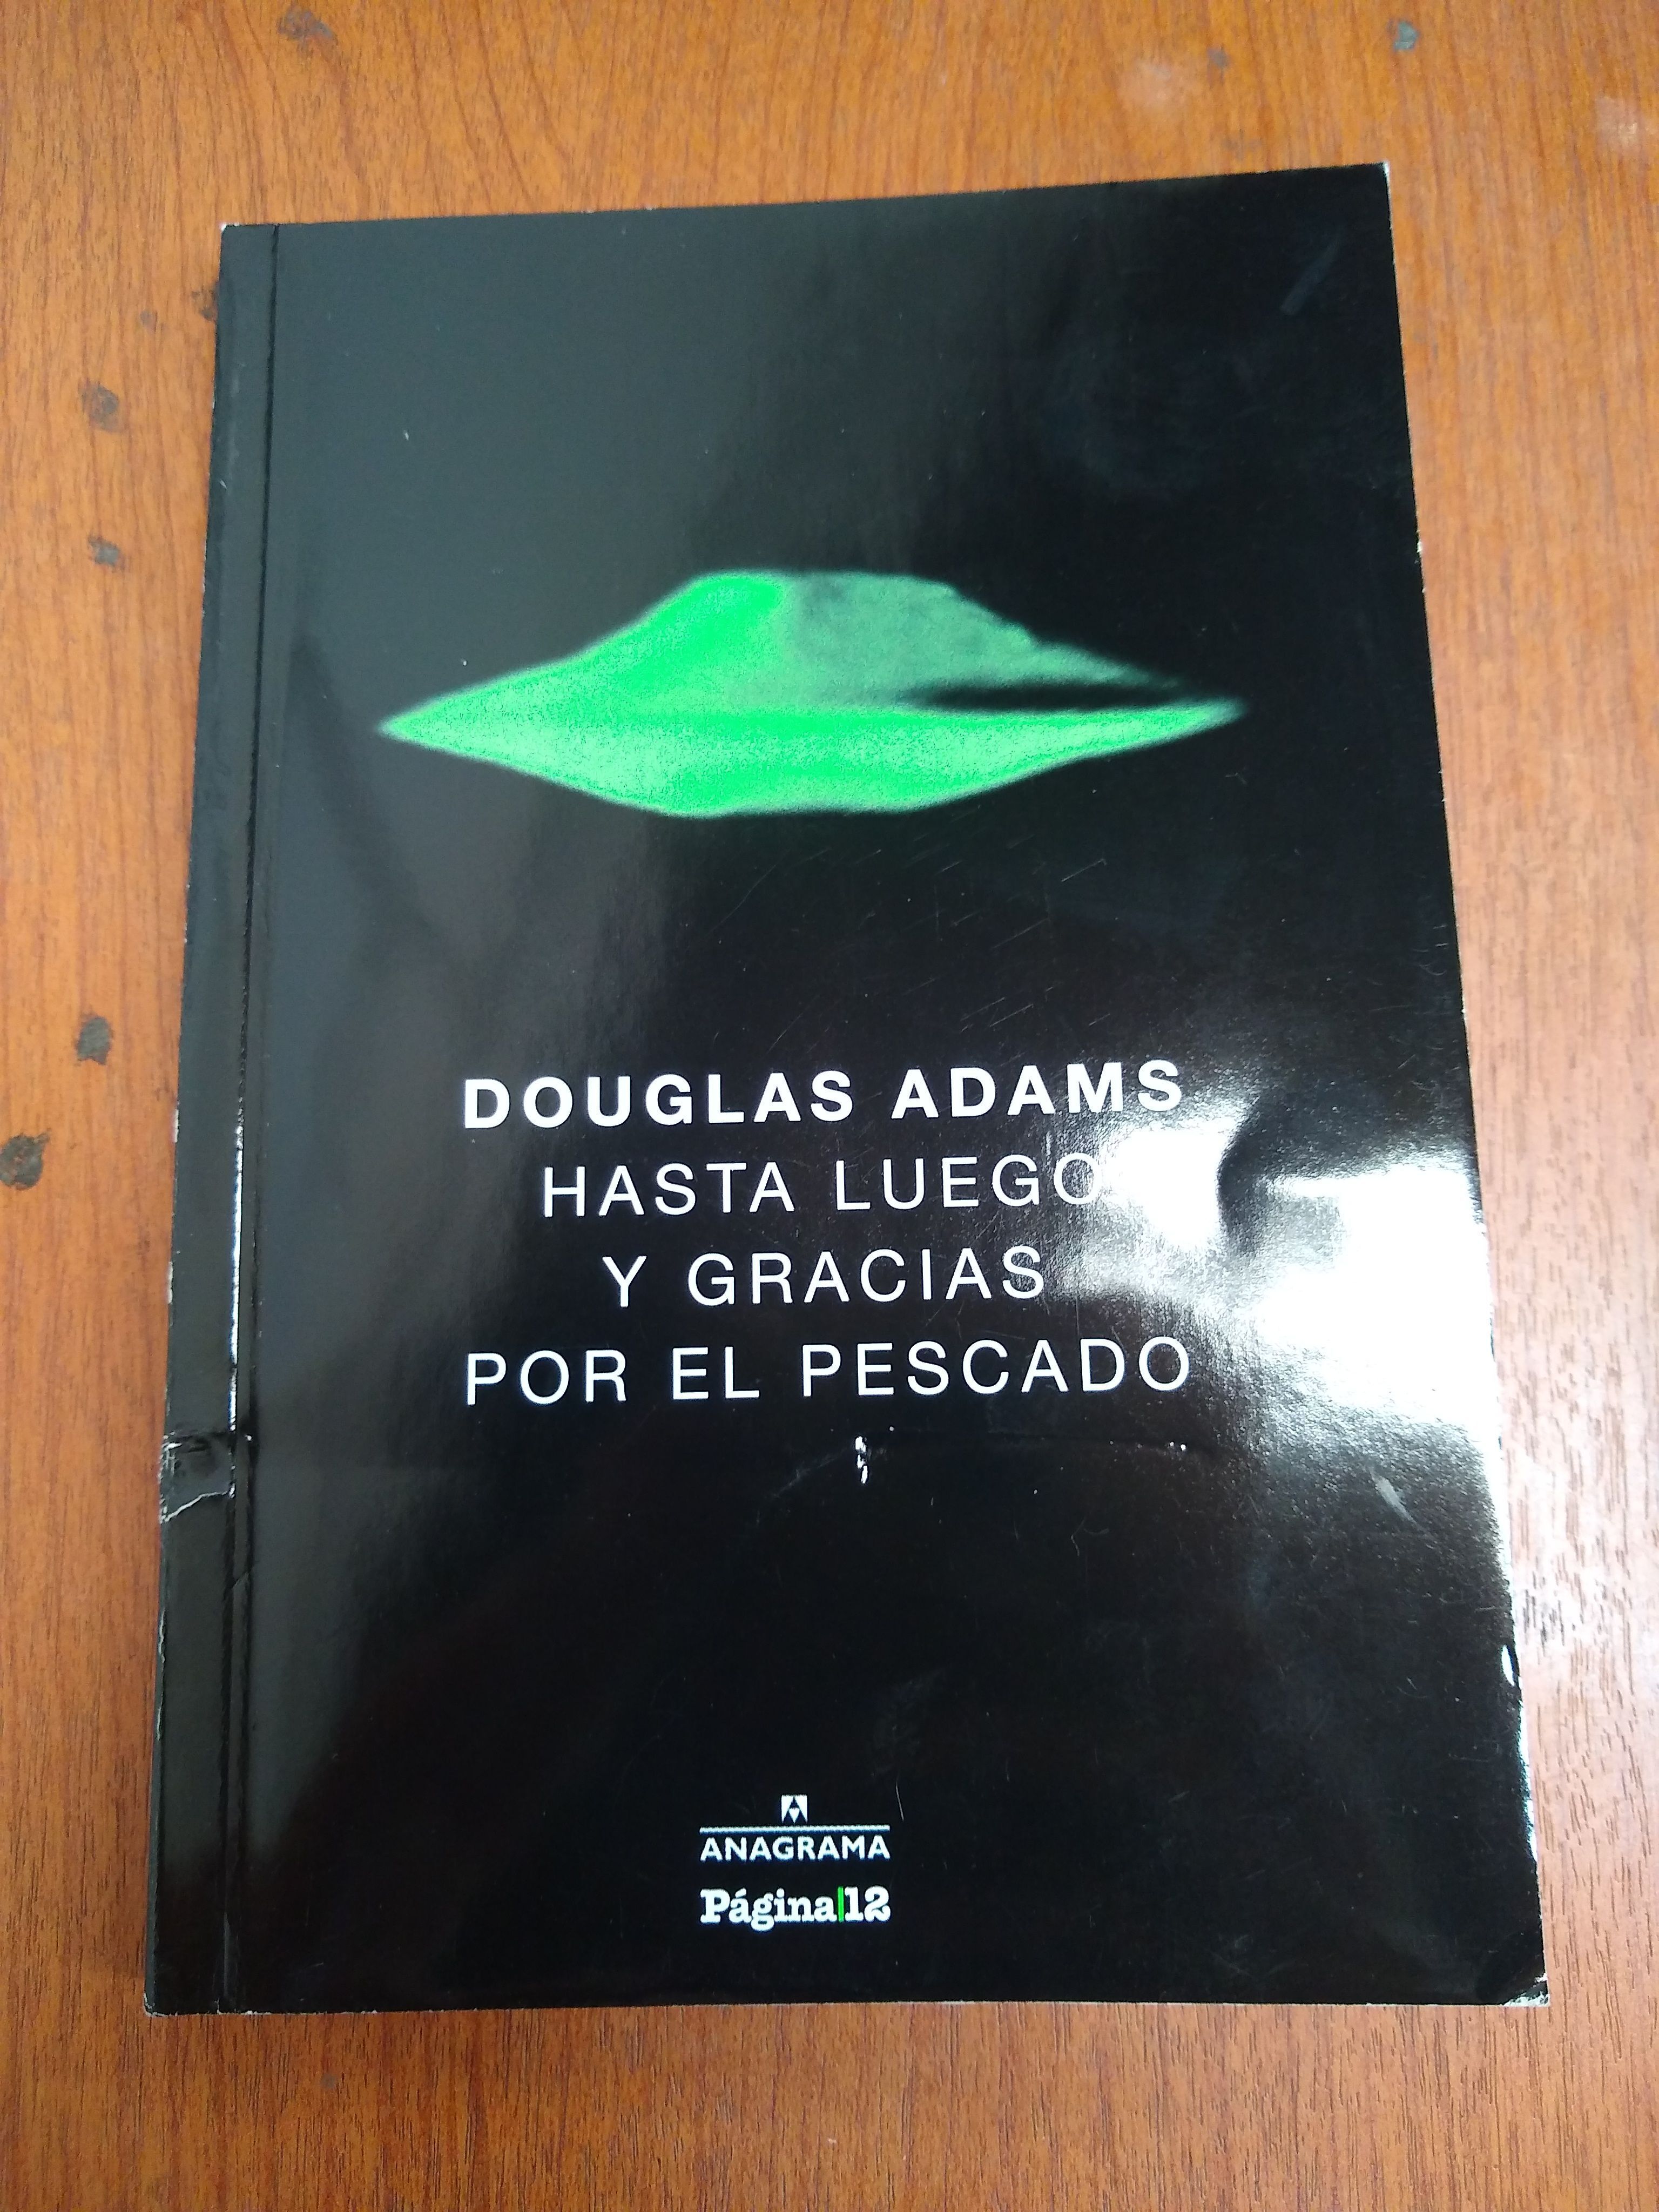 DOUGLAS ADAMS
HASTA LUEGO
Y GRACIAS
POR EL PESCADO
ANAGRAMA
Página|12